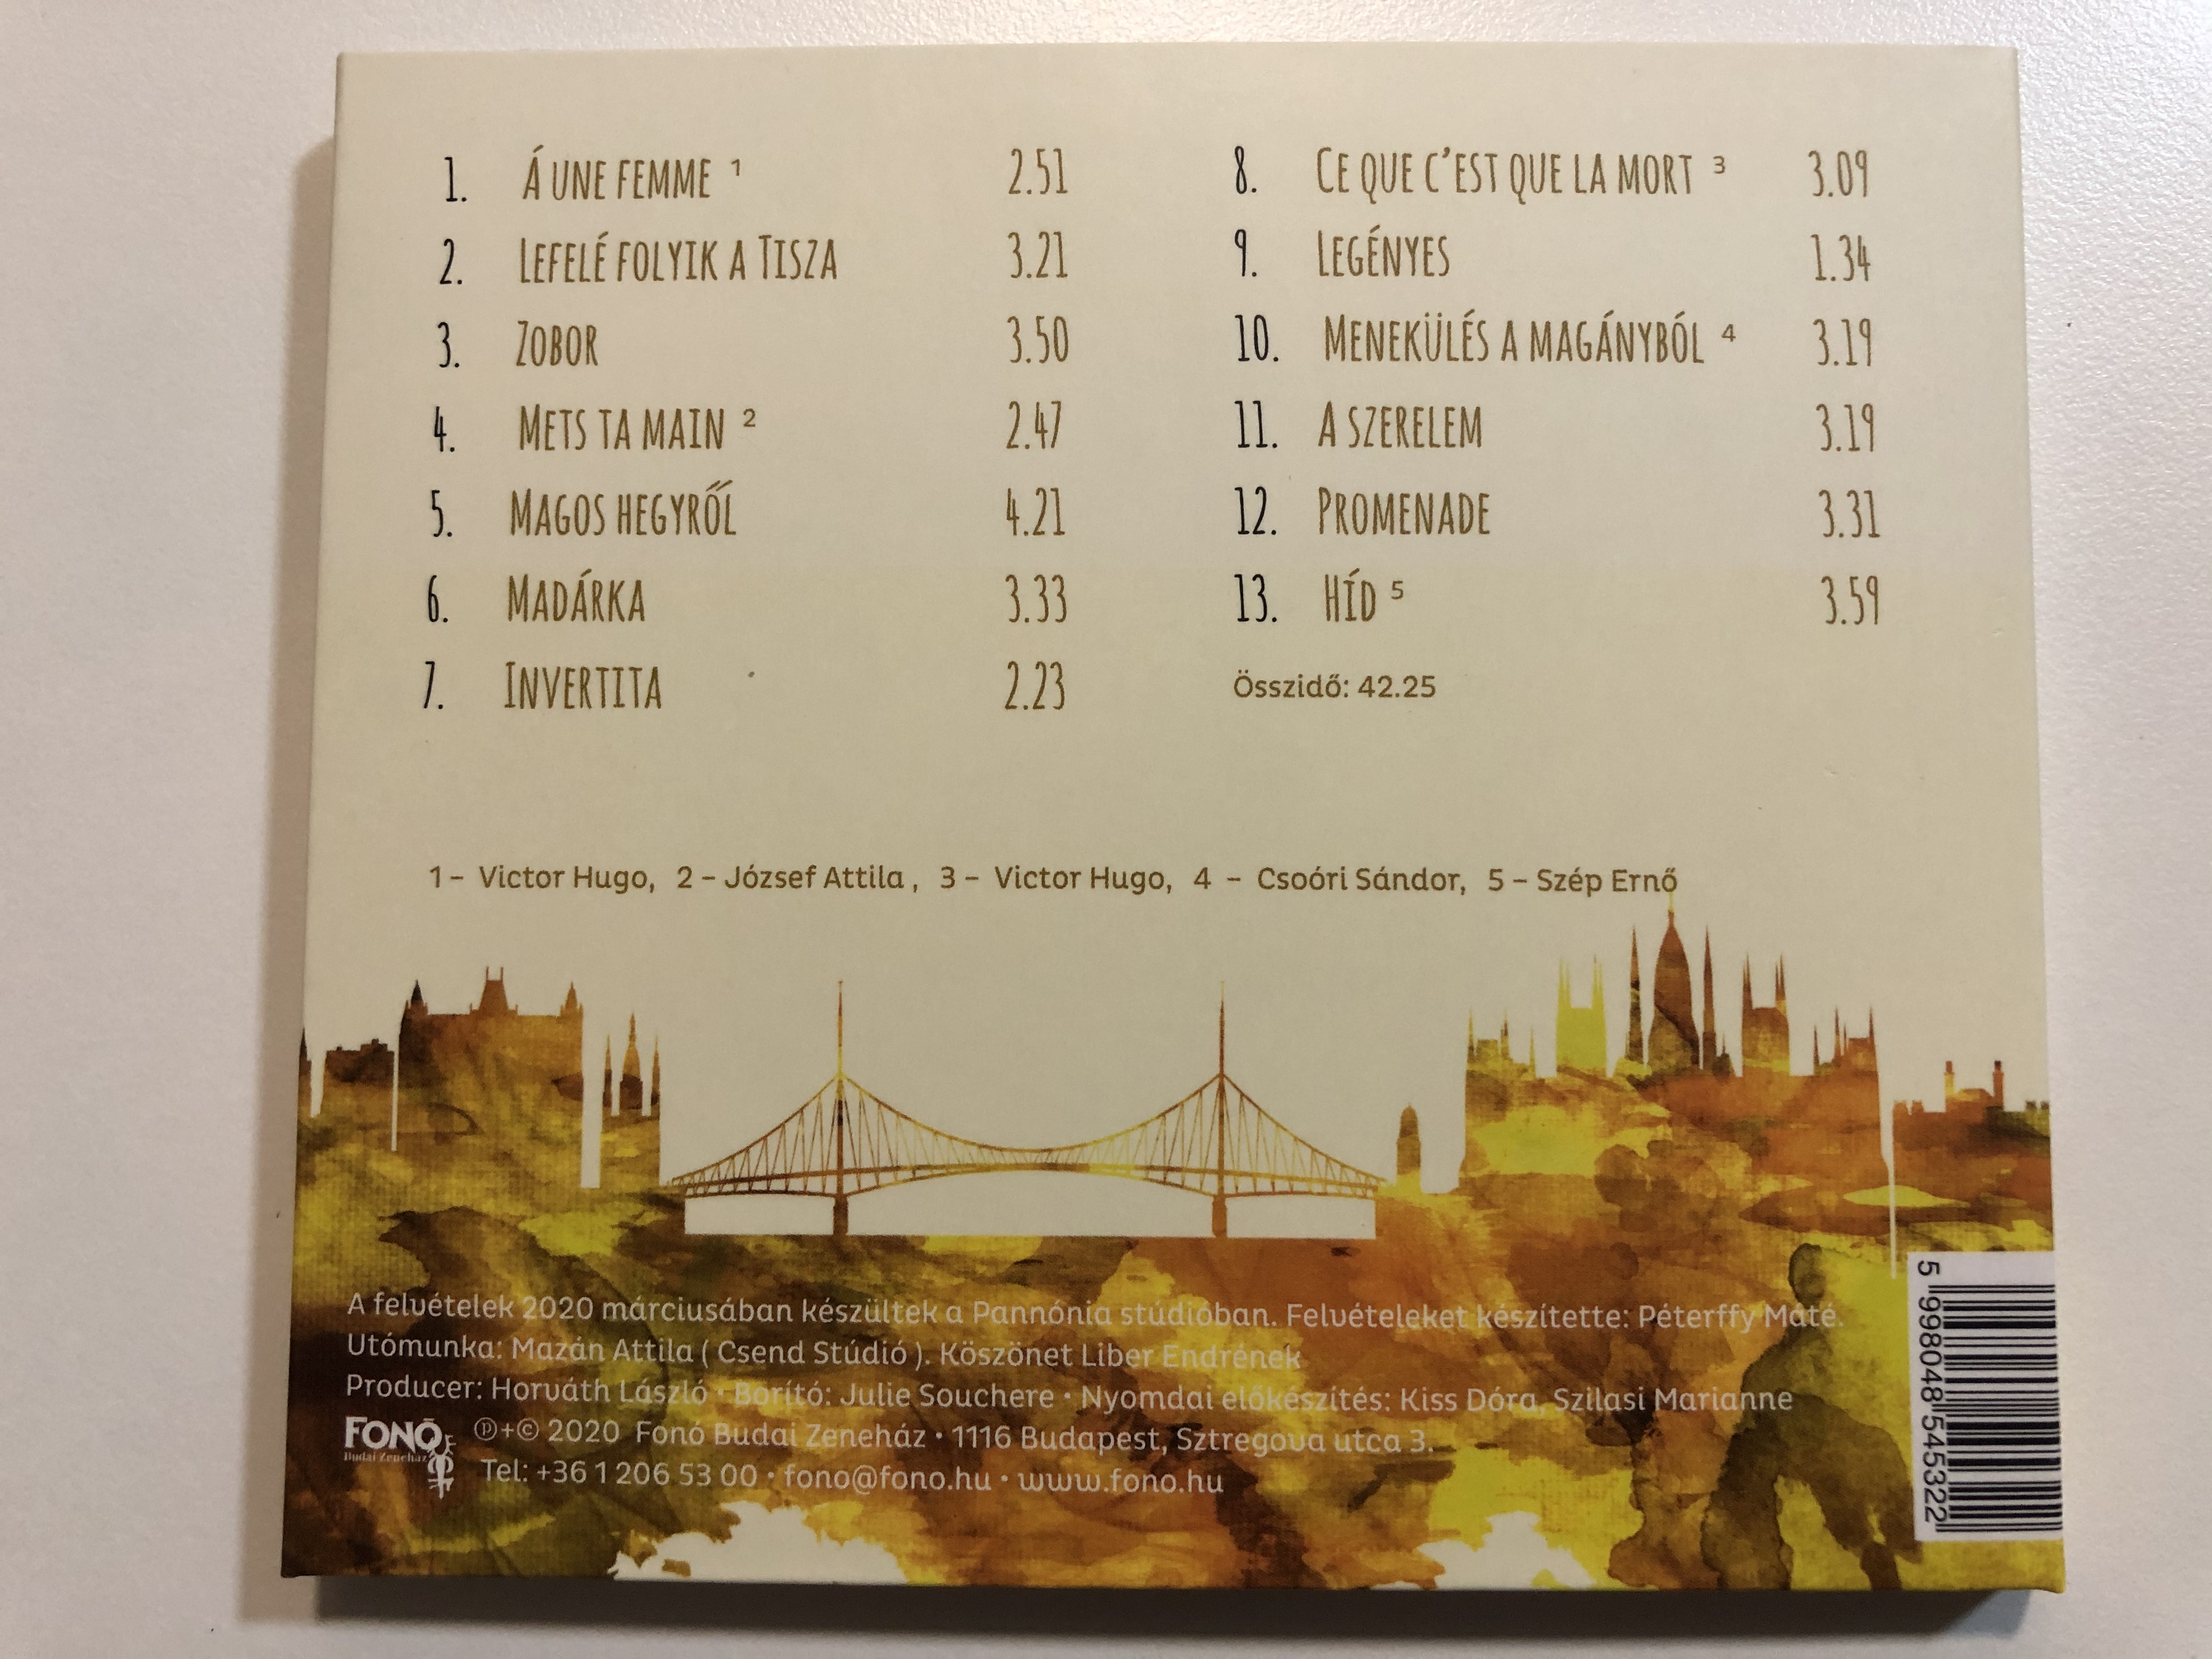 1. Á UNE FEMME ¹ 2.51
2. LEFELÉ FOLYIK A TISZA 3.21
3. ZOBOR 3.50
4. METS TA MAIN ² 2.47
5. MAGOS HEGYRŐL 4.21
6. MADÁRKA 3.33
7. INVERTITA 2.23
8. CE QUE C'EST QUE LA MORT ³ 3.09
9. LEGÉNYES 1.34
10. MENEKÜLÉS A MAGÁNYBÓL ⁴ 3.19
11. A SZERELEM 3.19
12. PROMENADE 3.31
13. HÍD ⁵ 3.59
Összidő: 42.25
1 – Victor Hugo, 2 – József Attila , 3 – Victor Hugo, 4 – Csoóri Sándor, 5 – Szép Ernő
A felvételek 2020 márciusában készültek a Pannónia stúdióban. Felvételeket készítette: Péterffy Máté.
Utómunka: Mazán Attila ( Csend Stúdió ). Köszönet Liber Endrének
Producer: Horváth László • Borító: Julie Souchere • Nyomdai előkészítés: Kiss Dóra, Szilasi Marianne
FONÓ
Budai Zeneház
℗+© 2020 Fonó Budai Zeneház • 1116 Budapest, Sztregova utca 3.
Tel: +36 1 206 53 00 • fono@fono.hu • www.fono.hu
5 998048 545322